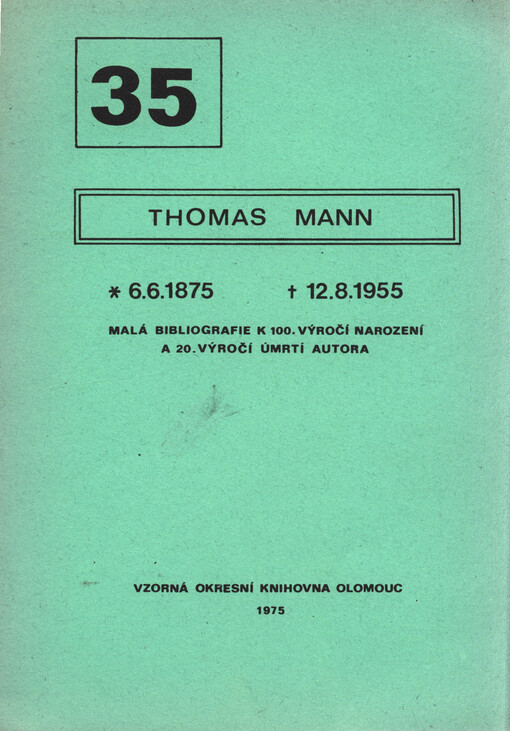 35
THOMAS MANN
* 6.6.1875 † 12.8.1955
MALÁ BIBLIOGRAFIE K 100. VÝROČÍ NAROZENÍ
A 20. VÝROČÍ ÚMRTÍ AUTORA
VZORNÁ OKRESNÍ KNIHOVNA OLOMOUC
1975